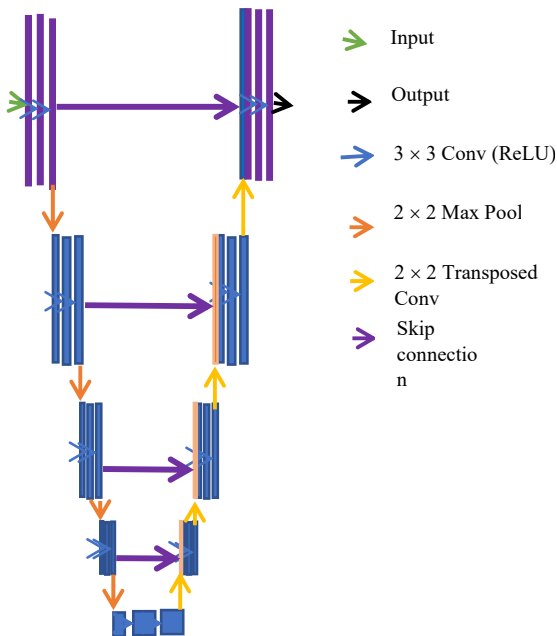 Input
Output
3 × 3 Conv (ReLU)
2 × 2 Max Pool
2 × 2 Transposed
Conv
Skip
connectio
n